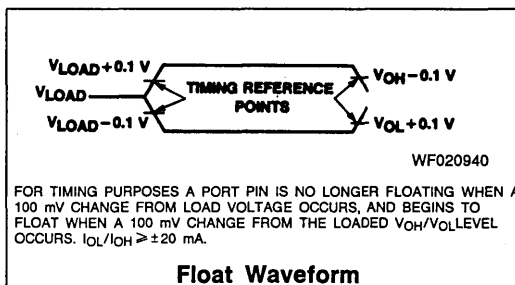 VLOAD+0.1 V
VOH−0.1 V
VLOAD
TIMING REFERENCE
POINTS
VLOAD−0.1 V
VOL+0.1 V
WF020940
FOR TIMING PURPOSES A PORT PIN IS NO LONGER FLOATING WHEN A
100 mV CHANGE FROM LOAD VOLTAGE OCCURS, AND BEGINS TO
FLOAT WHEN A 100 mV CHANGE FROM THE LOADED VOH/VOLLEVEL
OCCURS. IOL/IOH ≥ ±20 mA.
Float Waveform